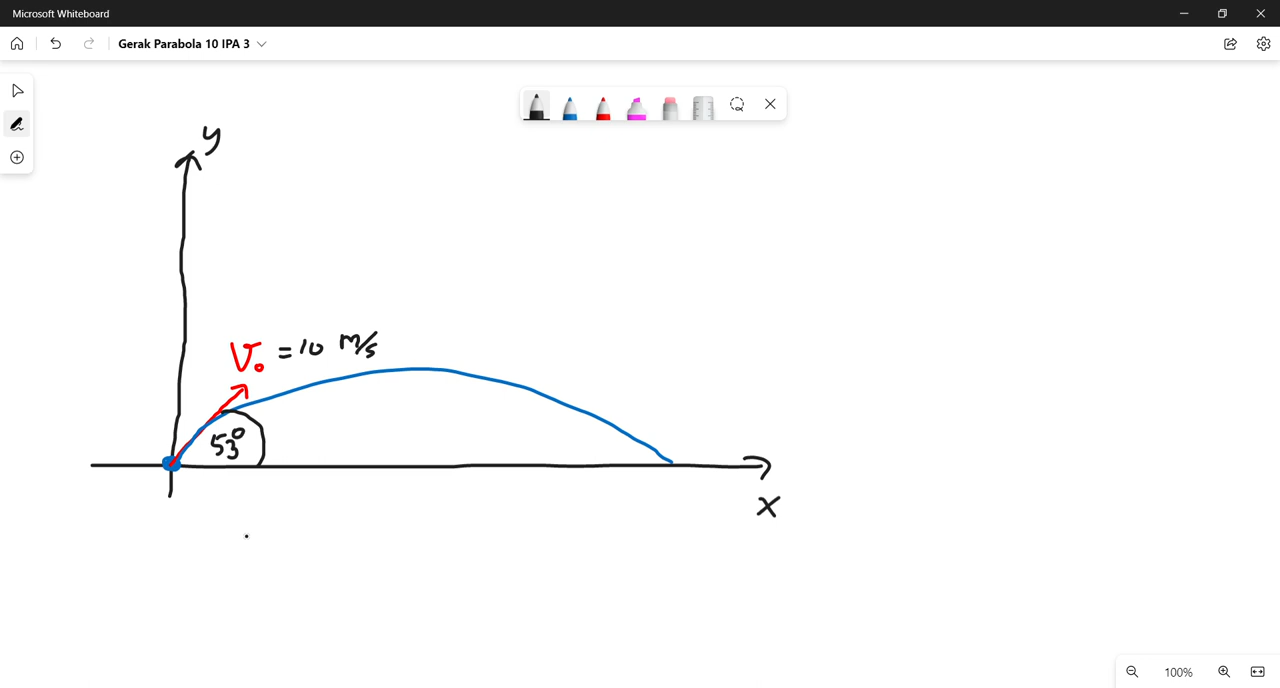 Microsoft Whiteboard
Gerak Parabola 10 IPA 3
y
V₀ = 10 m/s
53°
x
100%